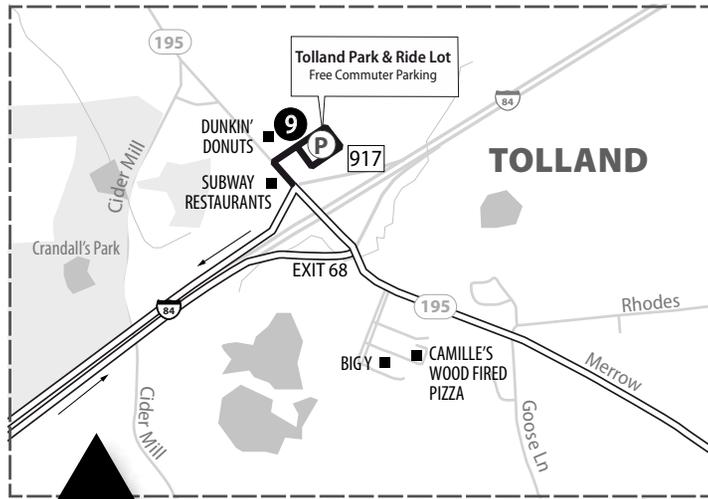 195
Tolland Park & Ride Lot
Free Commuter Parking
84
DUNKIN'
DONUTS
9
P
917
TOLLAND
Cider Mill
SUBWAY
RESTAURANTS
Crandall's Park
EXIT 68
84
195
Rhodes
BIG Y
CAMILLE'S
WOOD FIRED
PIZZA
Merrow
Cider Mill
Goose Ln